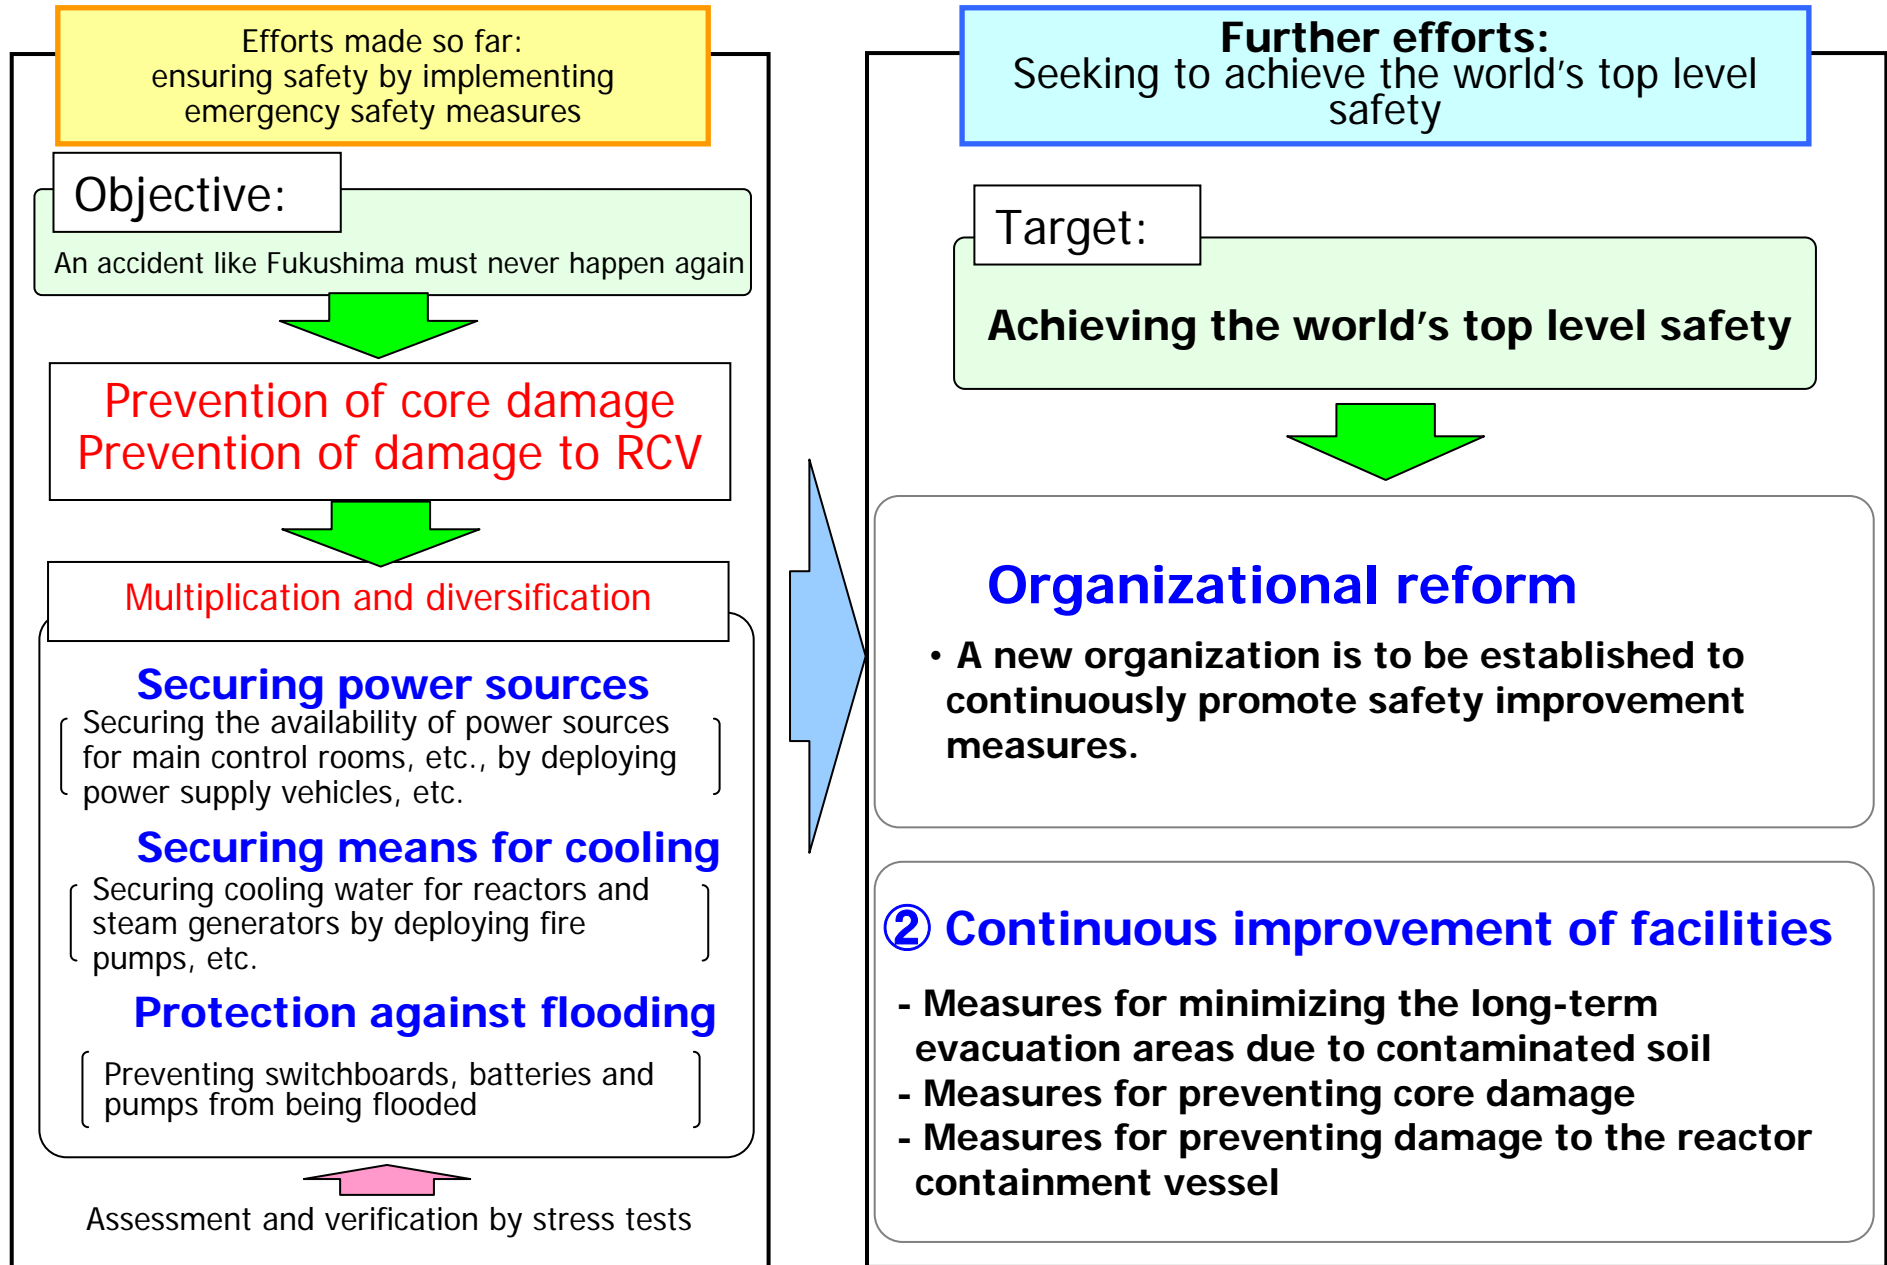 Efforts made so far:
ensuring safety by implementing
emergency safety measures
Objective:
An accident like Fukushima must never happen again
Prevention of core damage
Prevention of damage to RCV
Multiplication and diversification
Securing power sources
Securing the availability of power sources
for main control rooms, etc., by deploying
power supply vehicles, etc.
Securing means for cooling
Securing cooling water for reactors and
steam generators by deploying fire
pumps, etc.
Protection against flooding
Preventing switchboards, batteries and
pumps from being flooded
Assessment and verification by stress tests
Further efforts:
Seeking to achieve the world's top level
safety
Target:
Achieving the world's top level safety
Organizational reform
・A new organization is to be established to
continuously promote safety improvement
measures.
② Continuous improvement of facilities
- Measures for minimizing the long-term
evacuation areas due to contaminated soil
- Measures for preventing core damage
- Measures for preventing damage to the reactor
containment vessel